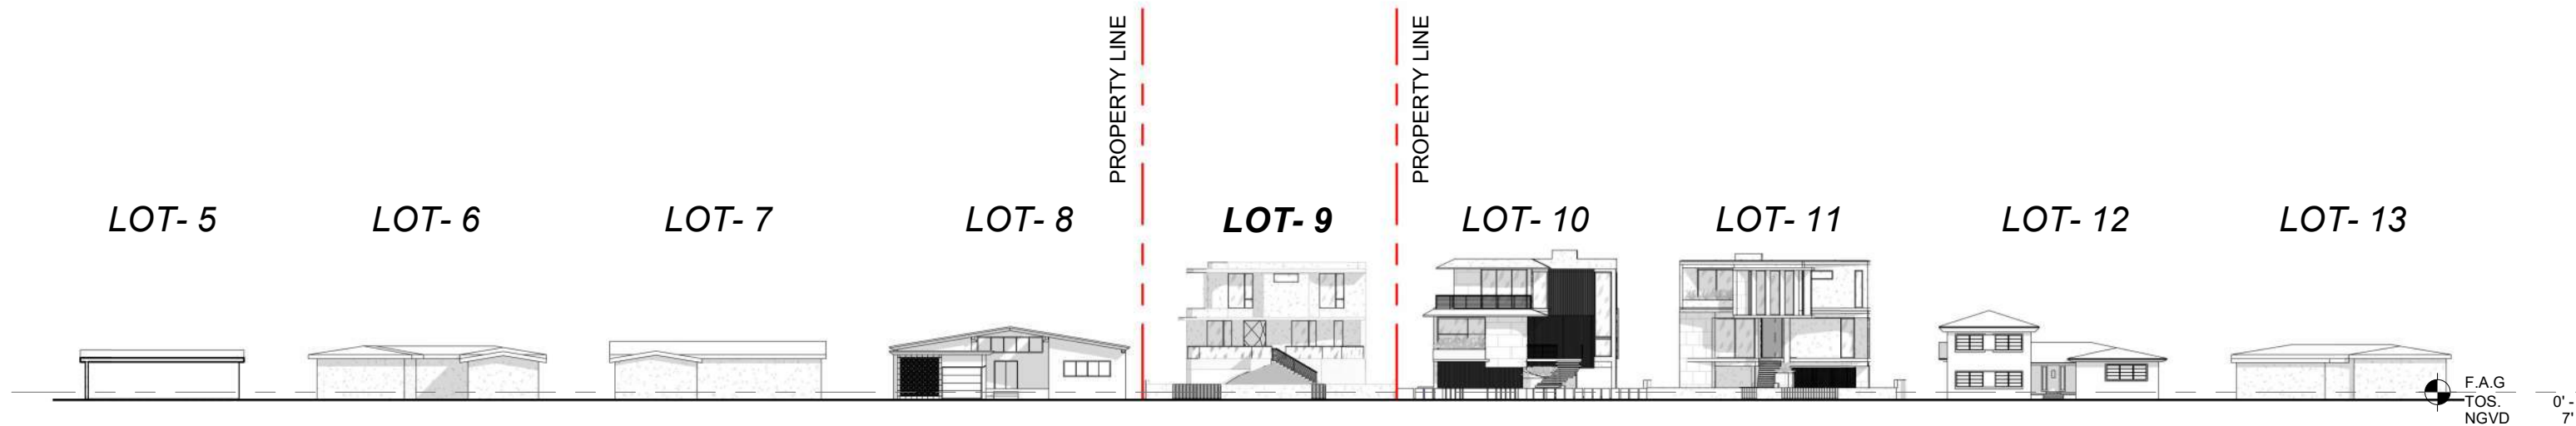 PROPERTY LINE
PROPERTY LINE
LOT- 5
LOT- 6
LOT- 7
LOT- 8
LOT- 9
LOT- 10
LOT- 11
LOT- 12
LOT- 13
F.A.G
TOS. 0' -
NGVD 7'